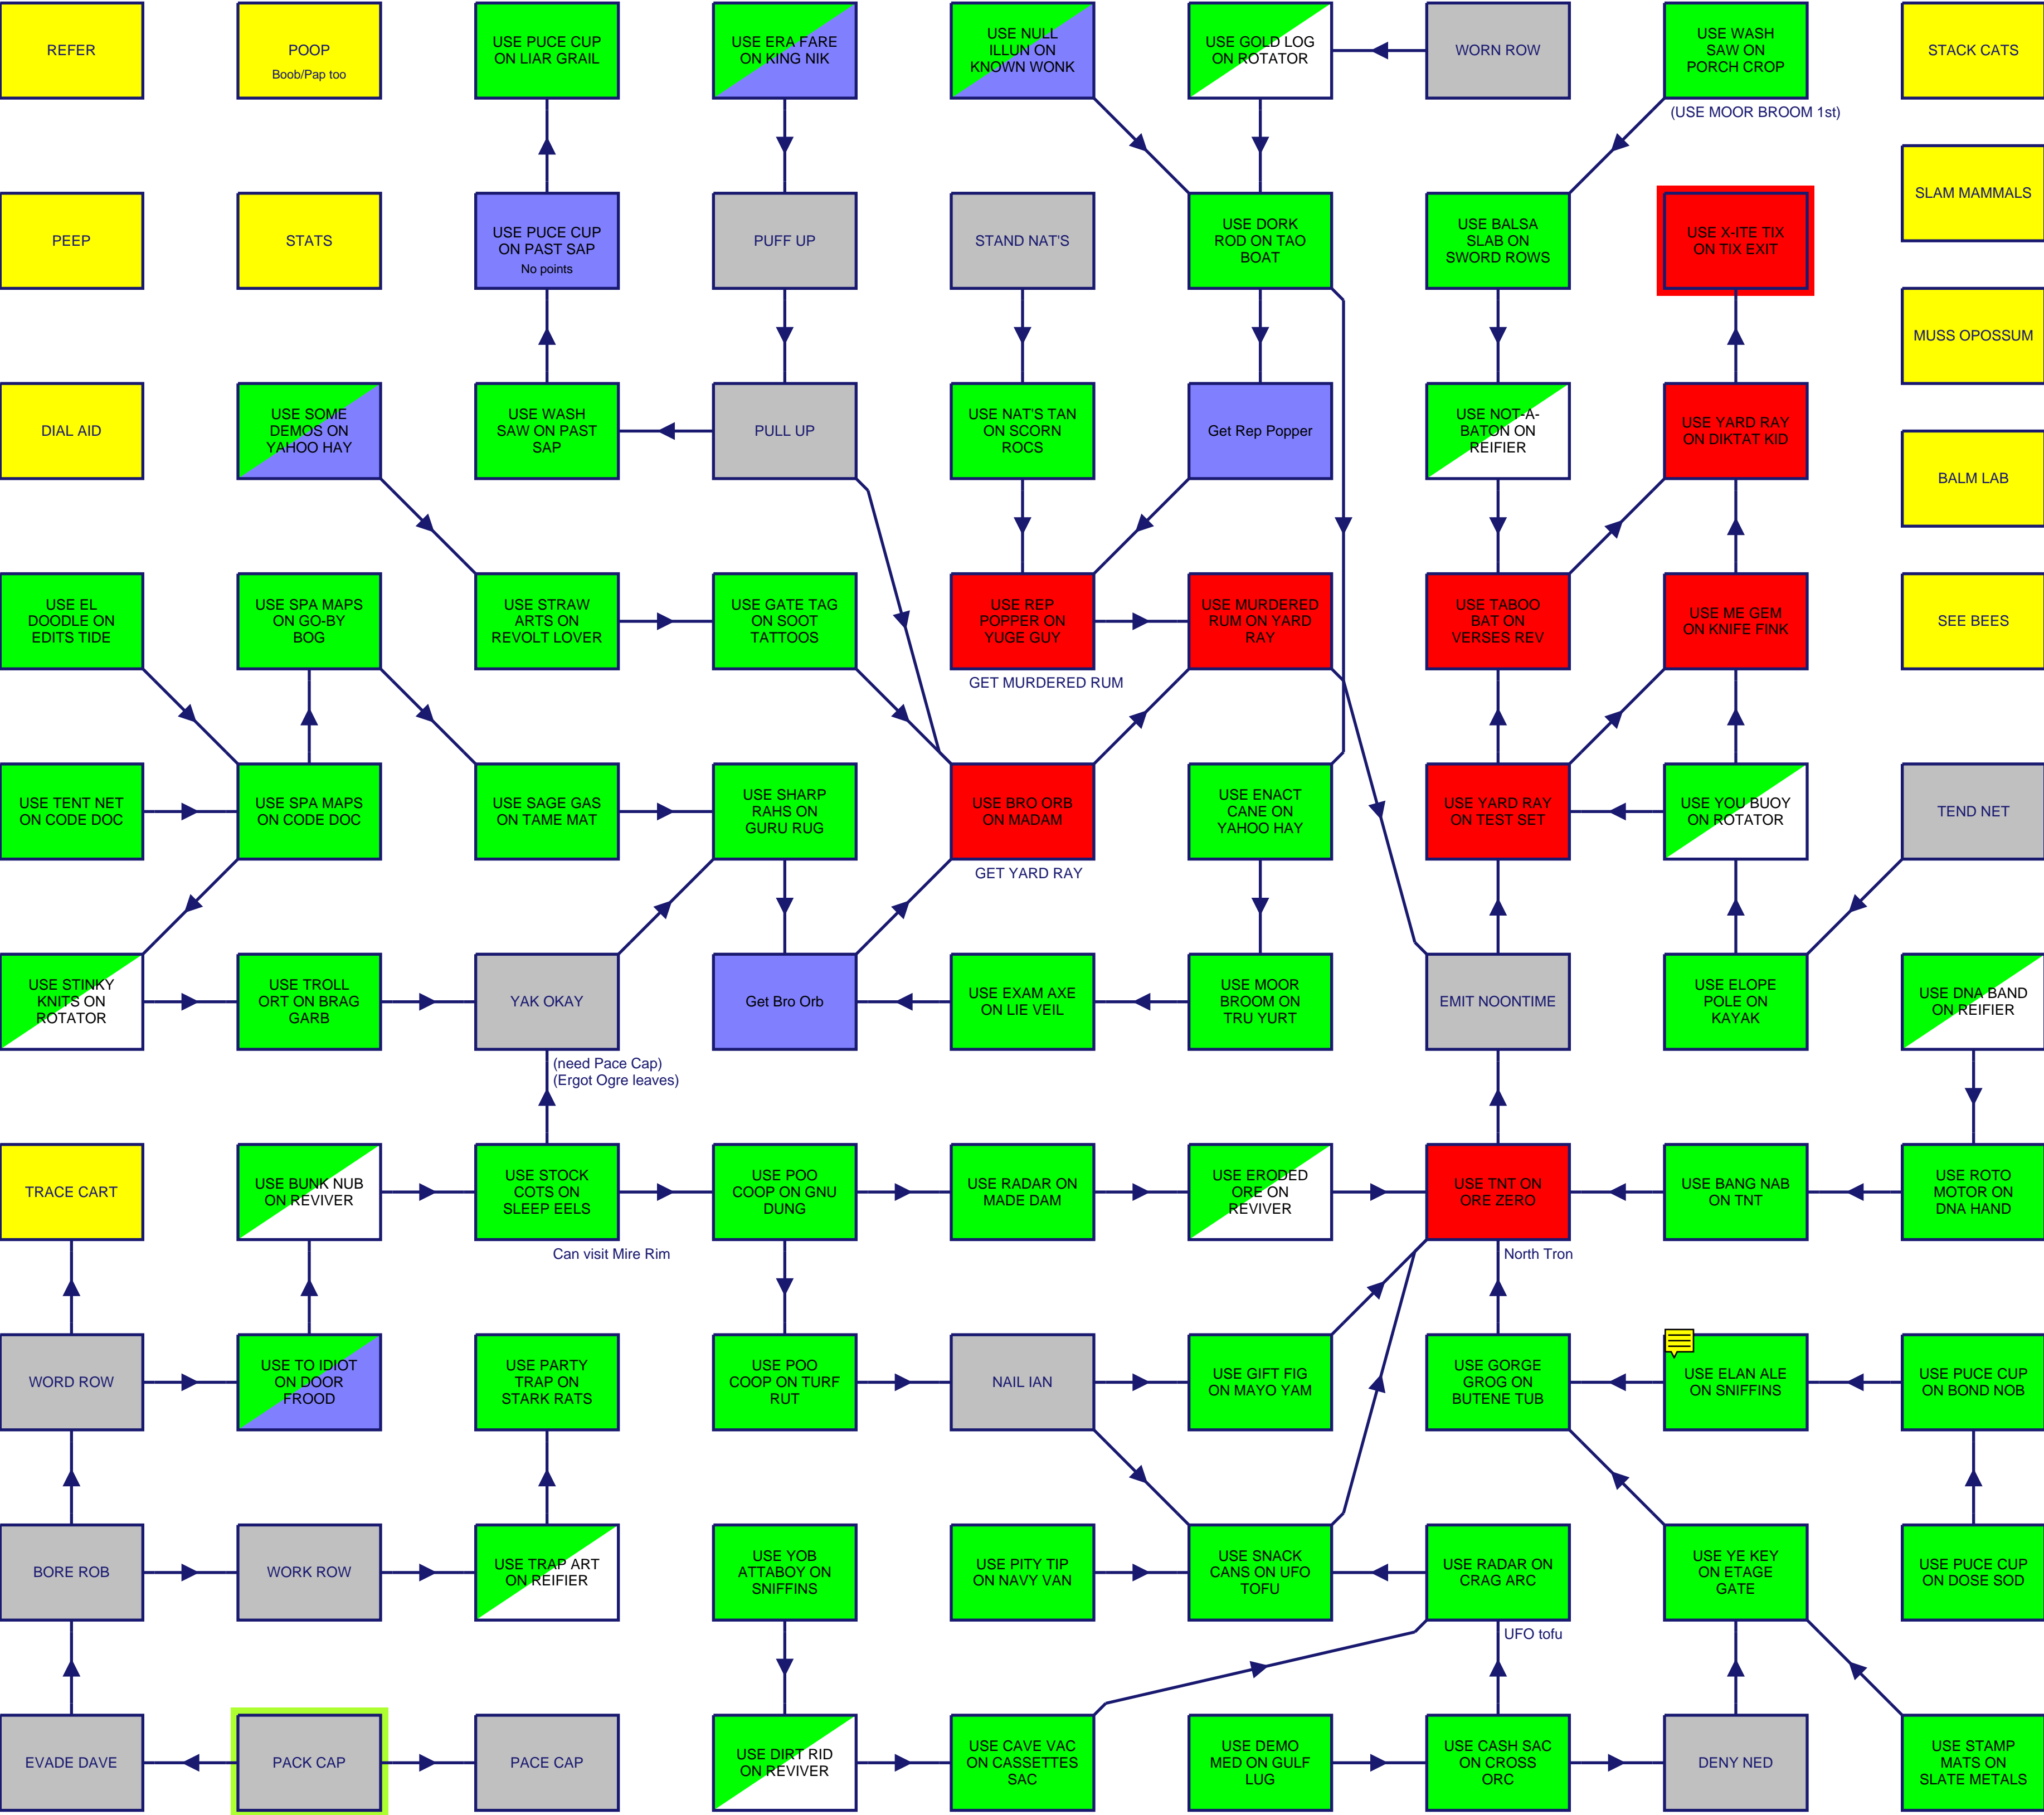 REFER
POOP
Boob/Pap too
USE PUCE CUP
ON LIAR GRAIL
USE ERA FARE
ON KING NIK
USE NULL
ILLUN ON
KNOWN WONK
USE GOLD LOG
ON ROTATOR
WORN ROW
USE WASH
SAW ON
PORCH CROP
(USE MOOR BROOM 1st)
STACK CATS
SLAM MAMMALS
PEEP
STATS
USE PUCE CUP
ON PAST SAP
No points
PUFF UP
STAND NAT'S
USE DORK
ROD ON TAO
BOAT
USE BALSA
SLAB ON
SWORD ROWS
USE X-ITE TIX
ON TIX EXIT
MUSS OPOSSUM
DIAL AID
USE SOME
DEMOS ON
YAHOO HAY
USE WASH
SAW ON PAST
SAP
PULL UP
USE NAT'S TAN
ON SCORN
ROCS
Get Rep Popper
USE NOT-A-
BATON ON
REIFIER
USE YARD RAY
ON DIKTAT KID
BALM LAB
USE EL
DOODLE ON
EDITS TIDE
USE SPA MAPS
ON GO-BY
BOG
USE STRAW
ARTS ON
REVOLT LOVER
USE GATE TAG
ON SOOT
TATTOOS
USE REP
POPPER ON
YUGE GUY
GET MURDERED RUM
USE MURDERED
RUM ON YARD
RAY
USE TABOO
BAT ON
VERSES REV
USE ME GEM
ON KNIFE FINK
SEE BEES
USE TENT NET
ON CODE DOC
USE SPA MAPS
ON CODE DOC
USE SAGE GAS
ON TAME MAT
USE SHARP
RAHS ON
GURU RUG
USE BRO ORB
ON MADAM
GET YARD RAY
USE ENACT
CANE ON
YAHOO HAY
USE YARD RAY
ON TEST SET
USE YOU BUOY
ON ROTATOR
TEND NET
USE STINKY
KNITS ON
ROTATOR
USE TROLL
ORT ON BRAG
GARB
YAK OKAY
(need Pace Cap)
(Ergot Ogre leaves)
Get Bro Orb
USE EXAM AXE
ON LIE VEIL
USE MOOR
BROOM ON
TRU YURT
EMIT NOONTIME
USE ELOPE
POLE ON
KAYAK
USE DNA BAND
ON REIFIER
TRACE CART
USE BUNK NUB
ON REVIVER
USE STOCK
COTS ON
SLEEP EELS
Can visit Mire Rim
USE POO
COOP ON GNU
DUNG
USE RADAR ON
MADE DAM
USE ERODED
ORE ON
REVIVER
USE TNT ON
ORE ZERO
North Tron
USE BANG NAB
ON TNT
USE ROTO
MOTOR ON
DNA HAND
WORD ROW
USE TO IDIOT
ON DOOR
FROOD
USE PARTY
TRAP ON
STARK RATS
USE POO
COOP ON TURF
RUT
NAIL IAN
USE GIFT FIG
ON MAYO YAM
USE GORGE
GROG ON
BUTENE TUB
USE ELAN ALE
ON SNIFFINS
USE PUCE CUP
ON BOND NOB
BORE ROB
WORK ROW
USE TRAP ART
ON REIFIER
USE YOB
ATTABOY ON
SNIFFINS
USE PITY TIP
ON NAVY VAN
USE SNACK
CANS ON UFO
TOFU
USE RADAR ON
CRAG ARC
UFO tofu
USE YE KEY
ON ETAGE
GATE
USE PUCE CUP
ON DOSE SOD
EVADE DAVE
PACK CAP
PACE CAP
USE DIRT RID
ON REVIVER
USE CAVE VAC
ON CASSETTES
SAC
USE DEMO
MED ON GULF
LUG
USE CASH SAC
ON CROSS
ORC
DENY NED
USE STAMP
MATS ON
SLATE METALS